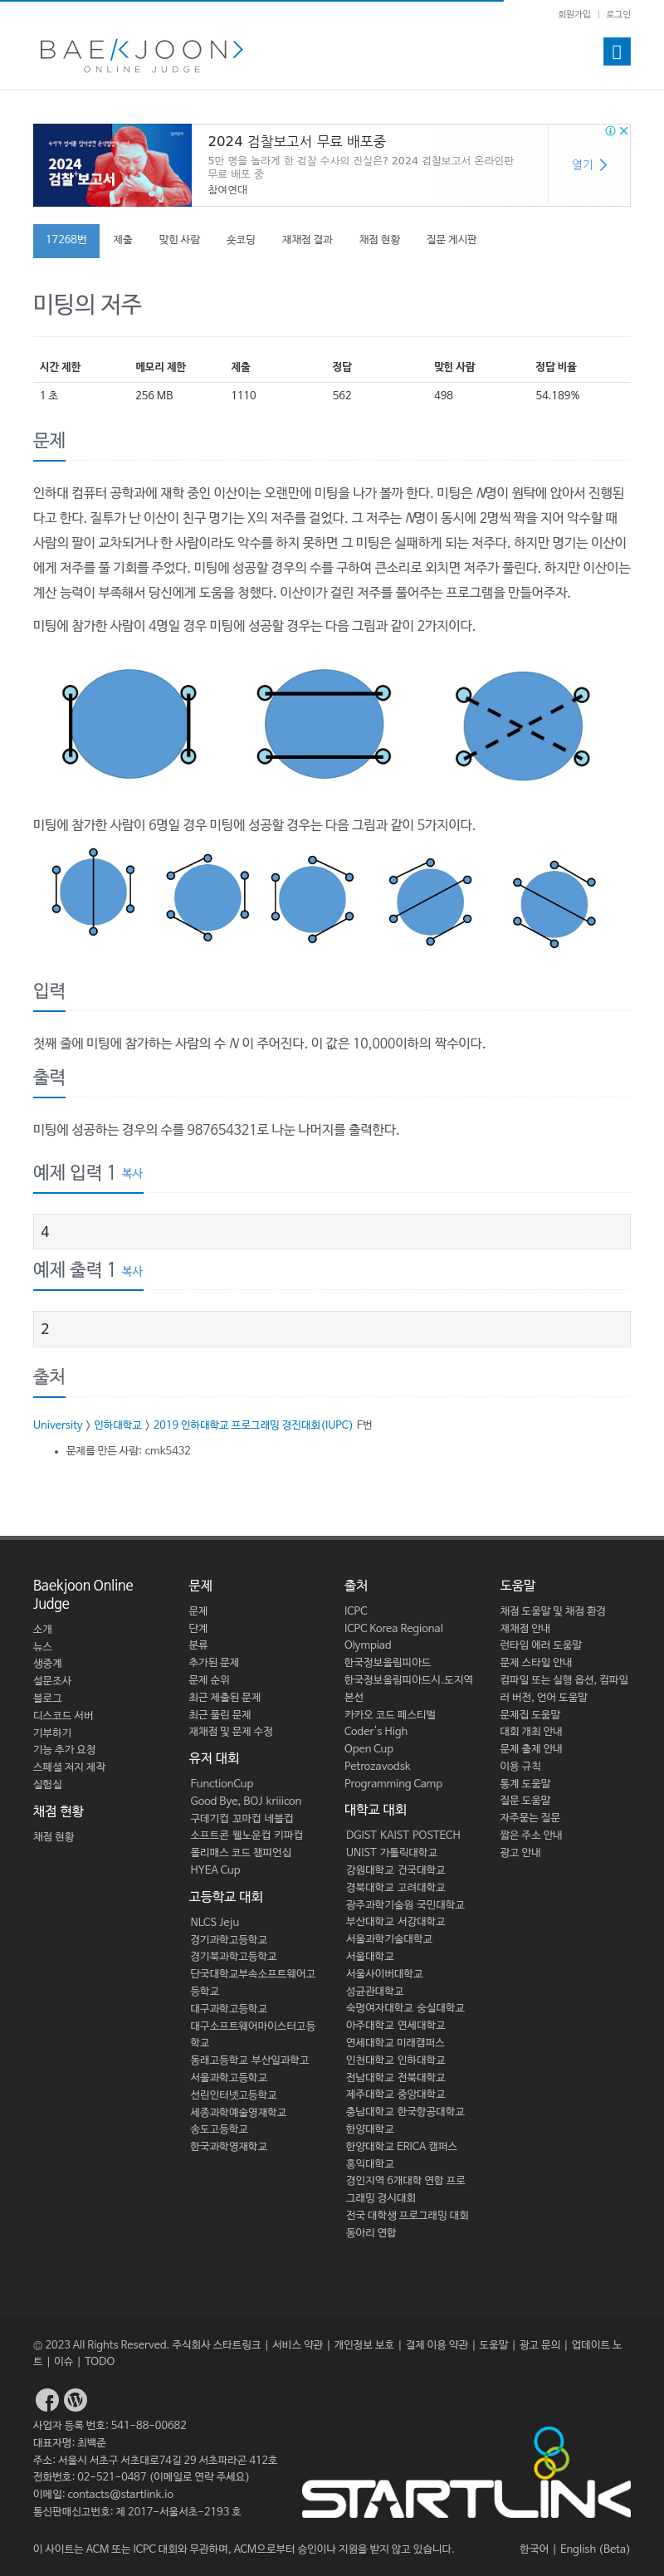 회원가입 | 로그인
BAEKJOON
ONLINE JUDGE
수사가 정치를 잡아먹은 윤석열시대
2024
검찰⁺보고서
2024 검찰보고서 무료 배포중
5만 명을 놀라게 한 검찰 수사의 진실은? 2024 검찰보고서 온라인판
무료 배포 중
참여연대
열기
17268번 제출 맞힌 사람 숏코딩 재채점 결과 채점 현황 질문 게시판
미팅의 저주
시간 제한 메모리 제한 제출 정답 맞힌 사람 정답 비율
1 초 256 MB 1110 562 498 54.189%
문제
인하대 컴퓨터 공학과에 재학 중인 이산이는 오랜만에 미팅을 나가 볼까 한다. 미팅은 N명이 원탁에 앉아서 진행된
다고 한다. 질투가 난 이산이 친구 명기는 X의 저주를 걸었다. 그 저주는 N명이 동시에 2명씩 짝을 지어 악수할 때
사람의 팔이 교차되거나 한 사람이라도 악수를 하지 못하면 그 미팅은 실패하게 되는 저주다. 하지만 명기는 이산이
에게 저주를 풀 기회를 주었다. 미팅에 성공할 경우의 수를 구하여 큰소리로 외치면 저주가 풀린다. 하지만 이산이는
계산 능력이 부족해서 당신에게 도움을 청했다. 이산이가 걸린 저주를 풀어주는 프로그램을 만들어주자.
미팅에 참가한 사람이 4명일 경우 미팅에 성공할 경우는 다음 그림과 같이 2가지이다.
미팅에 참가한 사람이 6명일 경우 미팅에 성공할 경우는 다음 그림과 같이 5가지이다.
입력
첫째 줄에 미팅에 참가하는 사람의 수 N 이 주어진다. 이 값은 10,000이하의 짝수이다.
출력
미팅에 성공하는 경우의 수를 987654321로 나눈 나머지를 출력한다.
예제 입력 1 복사
4
예제 출력 1 복사
2
출처
University > 인하대학교 > 2019 인하대학교 프로그래밍 경진대회(IUPC) F번
• 문제를 만든 사람: cmk5432
Baekjoon Online
Judge
소개
뉴스
생중계
설문조사
블로그
디스코드 서버
기부하기
기능 추가 요청
스페셜 저지 제작
실험실
채점 현황
채점 현황
문제
문제
단계
분류
추가된 문제
문제 순위
최근 제출된 문제
최근 풀린 문제
재채점 및 문제 수정
유저 대회
FunctionCup
Good Bye, BOJ kriiicon
구데기컵 꼬마컵 네블컵
소프트콘 웰노운컵 키파컵
폴리매스 코드 챔피언십
HYEA Cup
고등학교 대회
NLCS Jeju
경기과학고등학교
경기북과학고등학교
단국대학교부속소프트웨어고
등학교
대구과학고등학교
대구소프트웨어마이스터고등
학교
동래고등학교 부산일과학고
서울과학고등학교
선린인터넷고등학교
세종과학예술영재학교
송도고등학교
한국과학영재학교
출처
ICPC
ICPC Korea Regional
Olympiad
한국정보올림피아드
한국정보올림피아드시.도지역
본선
카카오 코드 페스티벌
Coder's High
Open Cup
Petrozavodsk
Programming Camp
대학교 대회
DGIST KAIST POSTECH
UNIST 가톨릭대학교
강원대학교 건국대학교
경북대학교 고려대학교
광주과학기술원 국민대학교
부산대학교 서강대학교
서울과학기술대학교
서울대학교
서울사이버대학교
성균관대학교
숙명여자대학교 숭실대학교
아주대학교 연세대학교
연세대학교 미래캠퍼스
인천대학교 인하대학교
전남대학교 전북대학교
제주대학교 중앙대학교
충남대학교 한국항공대학교
한양대학교
한양대학교 ERICA 캠퍼스
홍익대학교
경인지역 6개대학 연합 프로
그래밍 경시대회
전국 대학생 프로그래밍 대회
동아리 연합
도움말
채점 도움말 및 채점 환경
재채점 안내
런타임 에러 도움말
문제 스타일 안내
컴파일 또는 실행 옵션, 컴파일
러 버전, 언어 도움말
문제집 도움말
대회 개최 안내
문제 출제 안내
이용 규칙
통계 도움말
질문 도움말
자주묻는 질문
짧은 주소 안내
광고 안내
© 2023 All Rights Reserved. 주식회사 스타트링크 | 서비스 약관 | 개인정보 보호 | 결제 이용 약관 | 도움말 | 광고 문의 | 업데이트 노
트 | 이슈 | TODO
사업자 등록 번호: 541-88-00682
대표자명: 최백준
주소: 서울시 서초구 서초대로74길 29 서초파라곤 412호
전화번호: 02-521-0487 (이메일로 연락 주세요)
이메일: contacts@startlink.io
통신판매신고번호: 제 2017-서울서초-2193 호
STARTLINK
이 사이트는 ACM 또는 ICPC 대회와 무관하며, ACM으로부터 승인이나 지원을 받지 않고 있습니다. 한국어 | English (Beta)